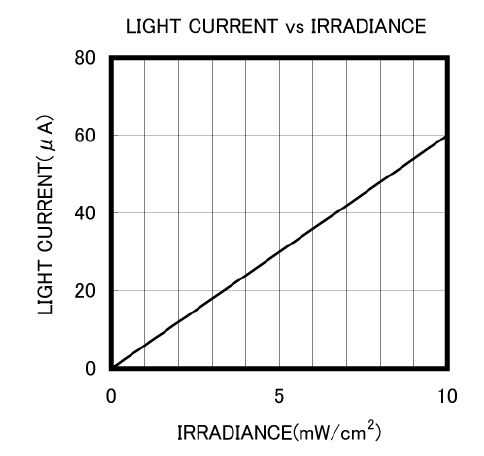 LIGHT CURRENT vs IRRADIANCE
80
60
40
20
0
LIGHT CURRENT(μA)
0 5 10
IRRADIANCE(mW/cm²)